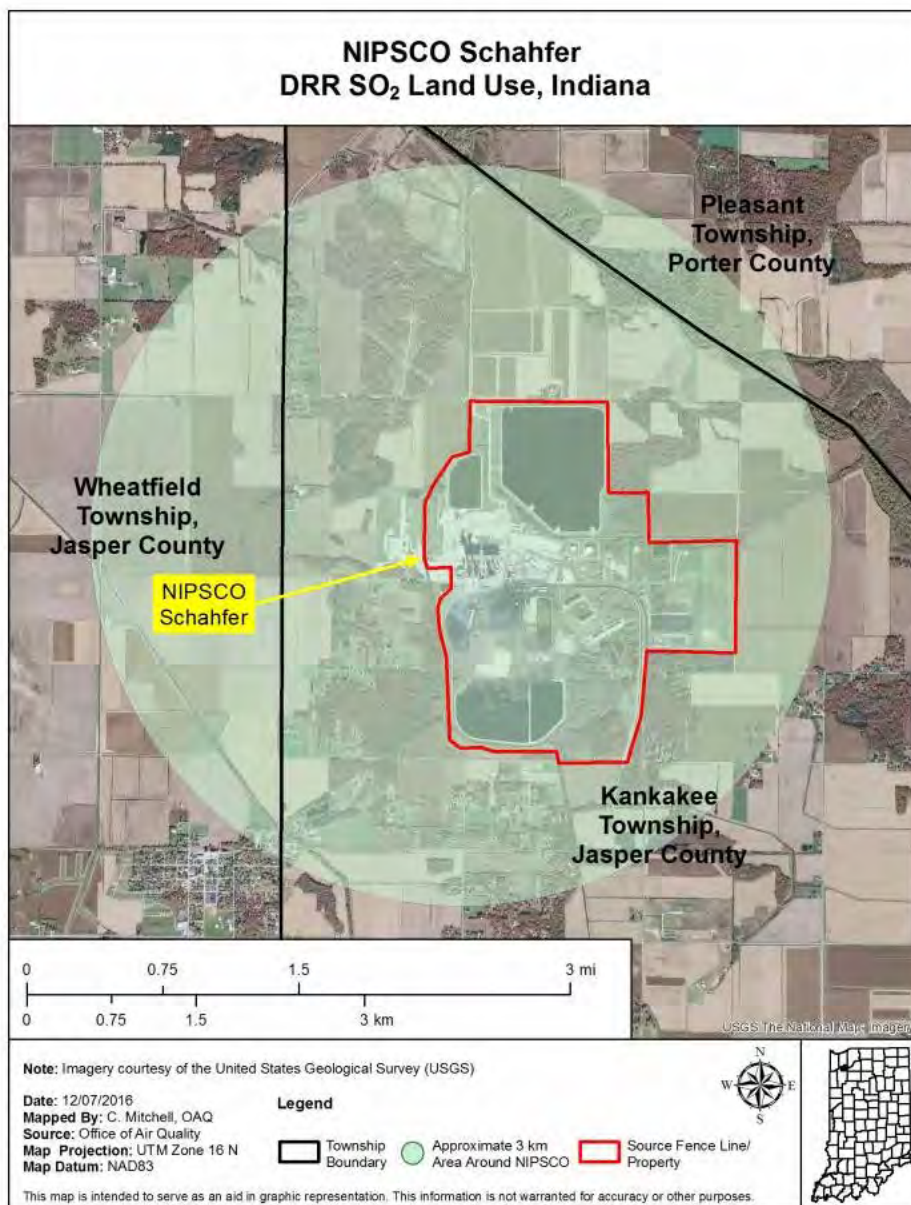 NIPSCO Schahfer
DRR SO₂ Land Use, Indiana
Pleasant
Township,
Porter County
Wheatfield
Township,
Jasper County
NIPSCO
Schahfer
Kankakee
Township,
Jasper County
0 0.75 1.5 3 mi
0 0.75 1.5 3 km
USGS The National Map: Imagery
Note: Imagery courtesy of the United States Geological Survey (USGS)
Date: 12/07/2016
Mapped By: C. Mitchell, OAQ
Source: Office of Air Quality
Map Projection: UTM Zone 16 N
Map Datum: NAD83
Legend
Township
Boundary
Approximate 3 km
Area Around NIPSCO
Source Fence Line/
Property
N
W E
S
This map is intended to serve as an aid in graphic representation. This information is not warranted for accuracy or other purposes.